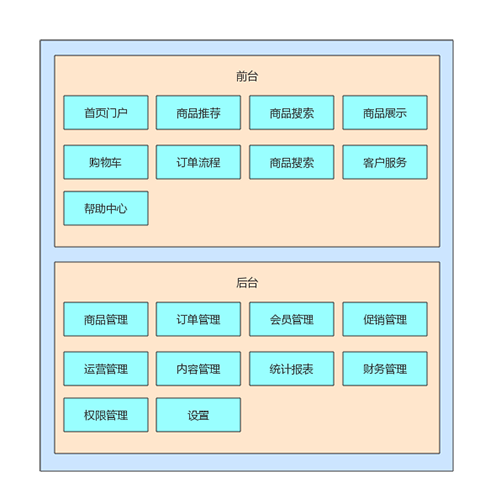 前台
首页门户 商品推荐 商品搜索 商品展示
购物车 订单流程 商品搜索 客户服务
帮助中心
后台
商品管理 订单管理 会员管理 促销管理
运营管理 内容管理 统计报表 财务管理
权限管理 设置